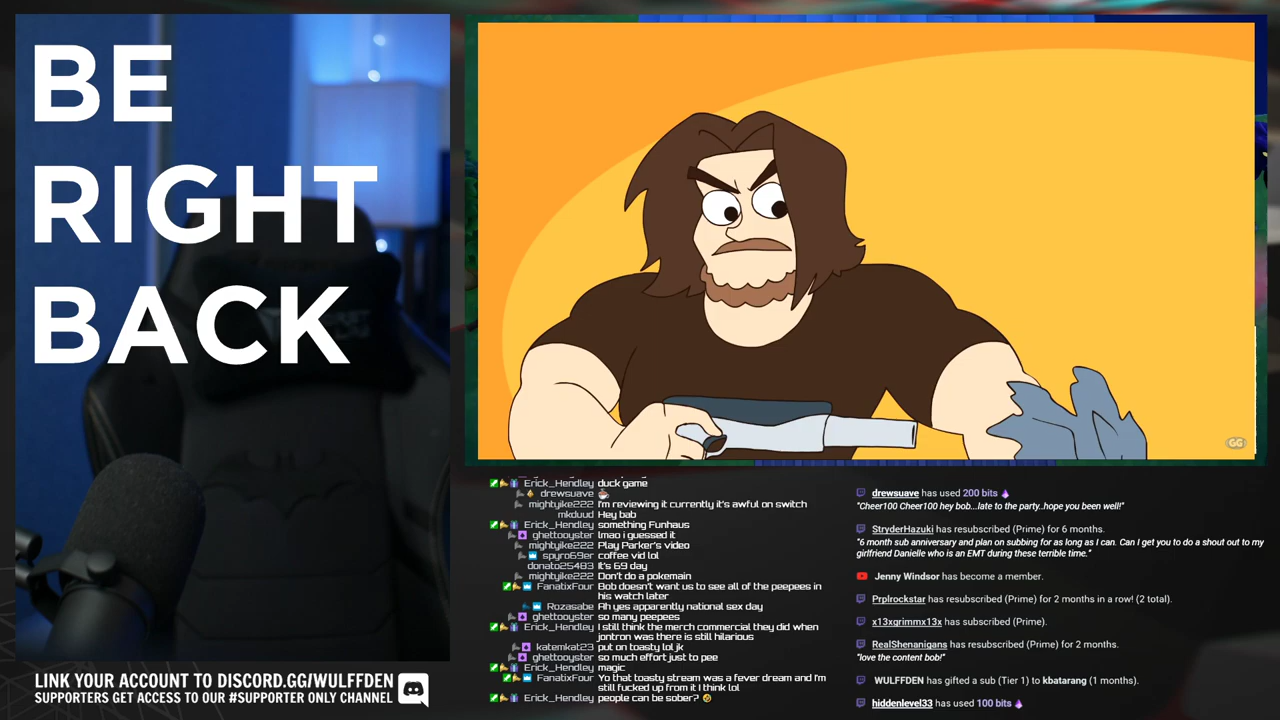 BE
RIGHT
BACK
LINK YOUR ACCOUNT TO DISCORD.GG/WULFFDEN
SUPPORTERS GET ACCESS TO OUR #SUPPORTER ONLY CHANNEL
GG
Erick_Hendley duck game
drewsuave
mightyike222 I'm reviewing it currently it's awful on switch
mkduud Hey bab
Erick_Hendley something Funhaus
ghettooyster lmao i guessed it
mightyike222 Play Parker's video
spyro69er coffee vid lol
donato25483 It's 69 day
mightyike222 Don't do a pokemain
FanatixFour Bob doesn't want us to see all of the peepees in
his watch later
Rozasabe Ah yes apparently national sex day
ghettooyster so many peepees
Erick_Hendley I still think the merch commercial they did when
jontron was there is still hilarious
katemkat23 put on toasty lol jk
ghettooyster so much effort just to pee
Erick_Hendley magic
FanatixFour Yo that toasty stream was a fever dream and I'm
still fucked up from it I think lol
Erick_Hendley people can be sober?
drewsuave has used 200 bits
"Cheer100 Cheer100 hey bob...late to the party..hope you been well!!"
StryderHazuki has resubscribed (Prime) for 6 months.
"6 month sub anniversary and plan on subbing for as long as I can. Can I get you to do a shout out to my
girlfriend Danielle who is an EMT during these terrible time."
Jenny Windsor has become a member.
Prplrockstar has resubscribed (Prime) for 2 months in a row! (2 total).
x13xgrimmx13x has subscribed (Prime).
RealShenanigans has resubscribed (Prime) for 2 months.
"love the content bob!"
WULFFDEN has gifted a sub (Tier 1) to kbatarang (1 months).
hiddenlevel33 has used 100 bits